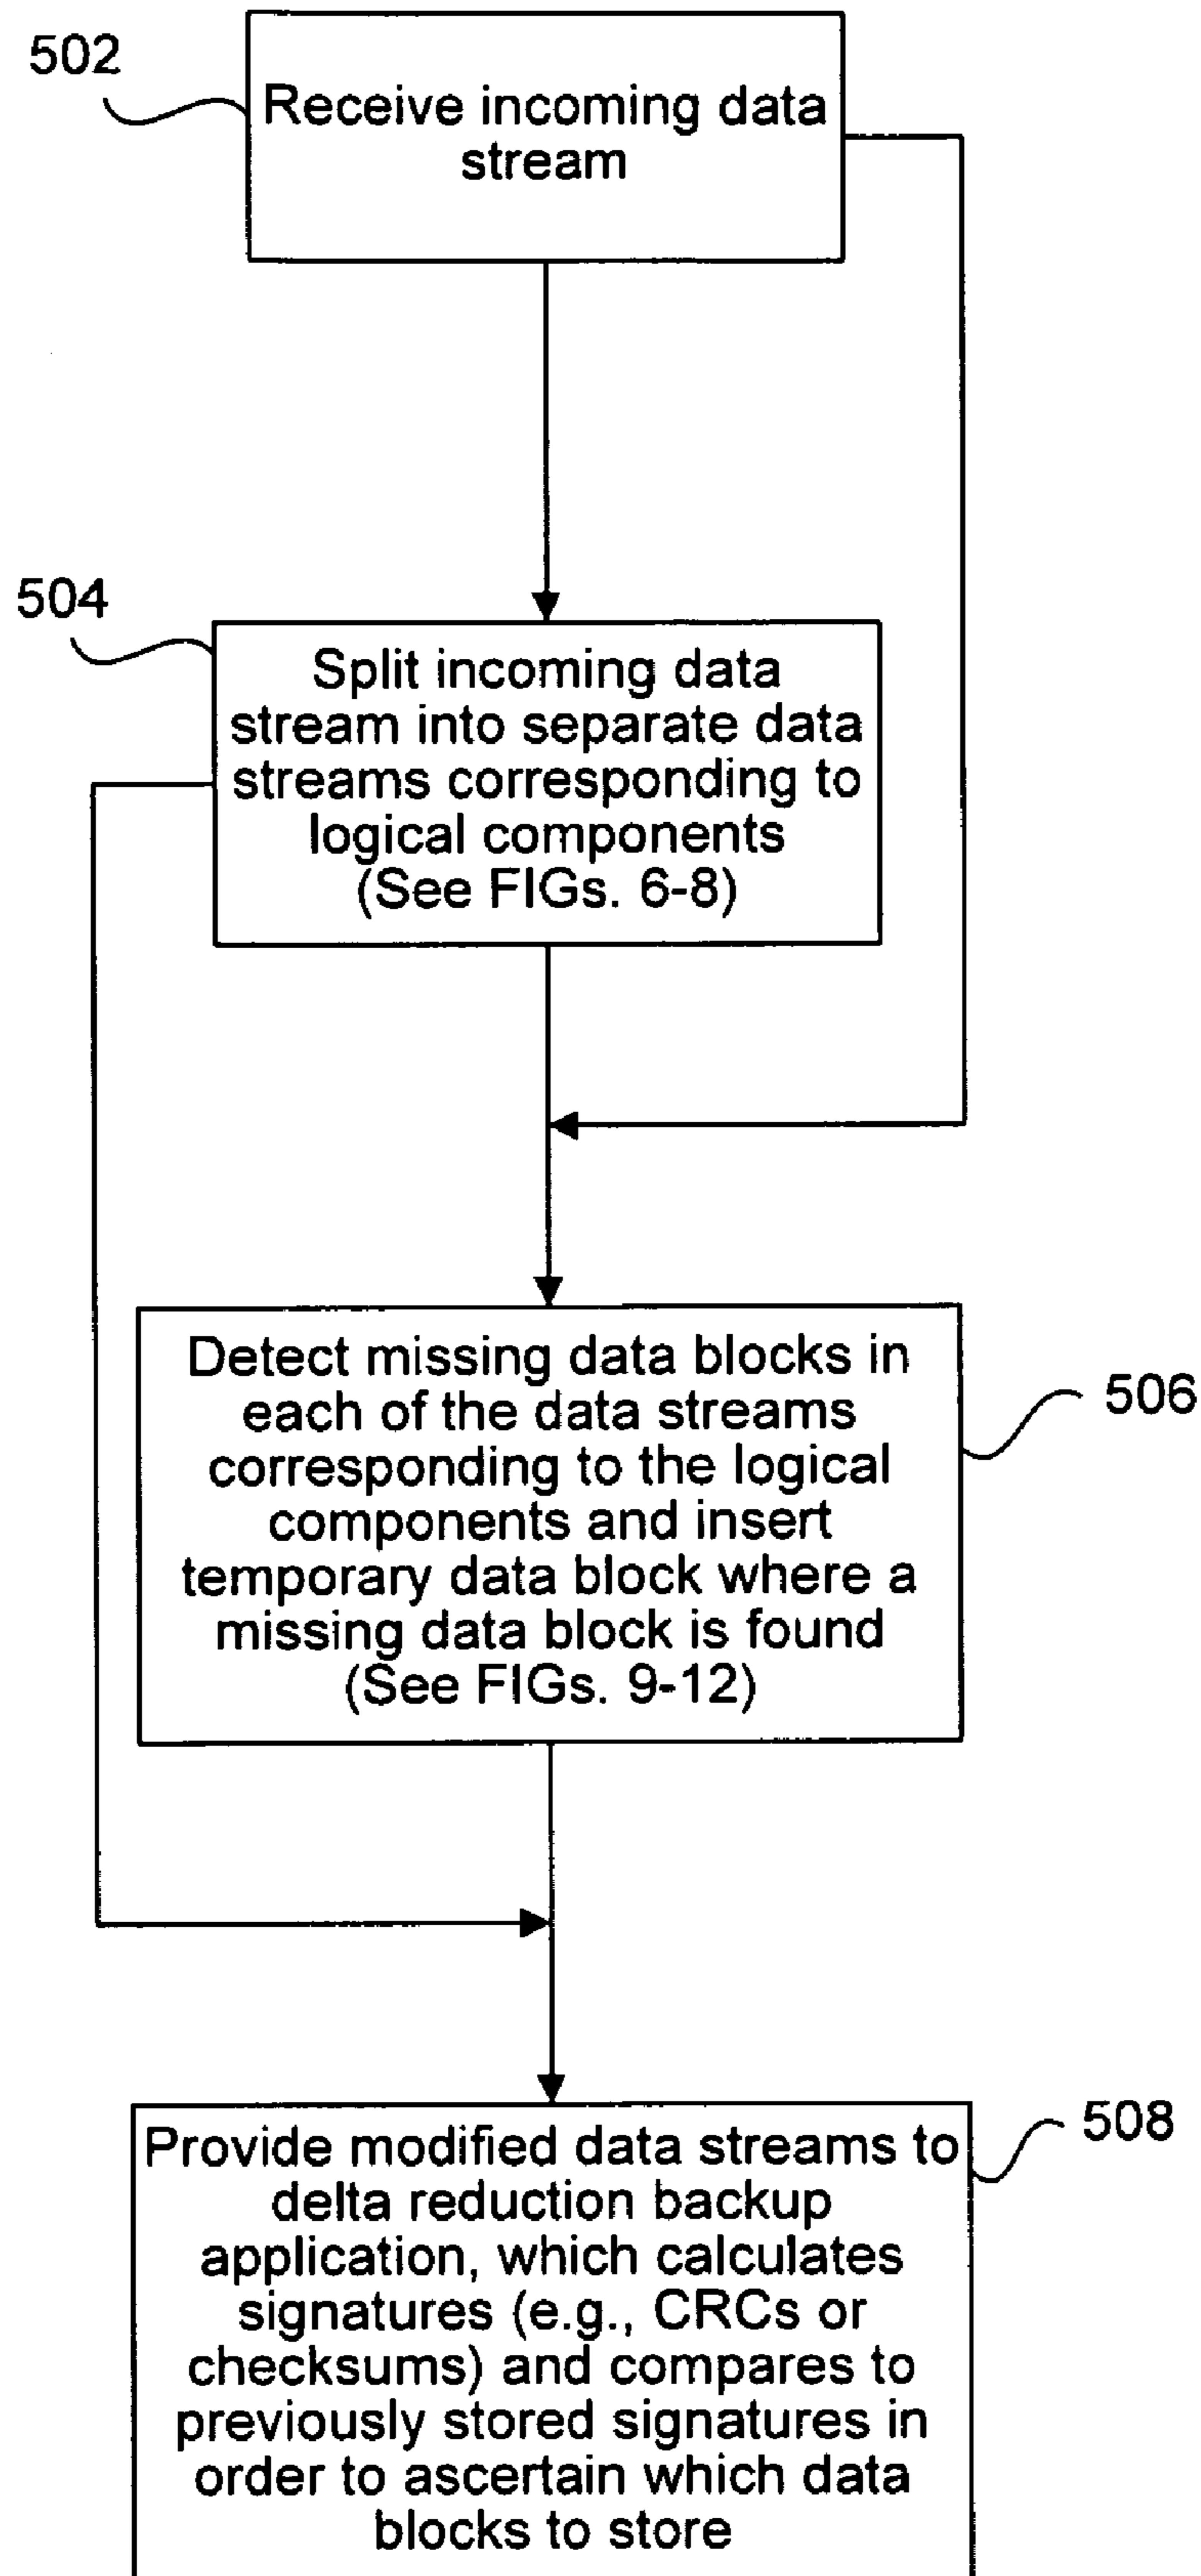 502
Receive incoming data
stream
504
Split incoming data
stream into separate data
streams corresponding to
logical components
(See FIGs. 6-8)
Detect missing data blocks in
each of the data streams
corresponding to the logical
components and insert
temporary data block where a
missing data block is found
(See FIGs. 9-12)
506
Provide modified data streams to
delta reduction backup
application, which calculates
signatures (e.g., CRCs or
checksums) and compares to
previously stored signatures in
order to ascertain which data
blocks to store
508